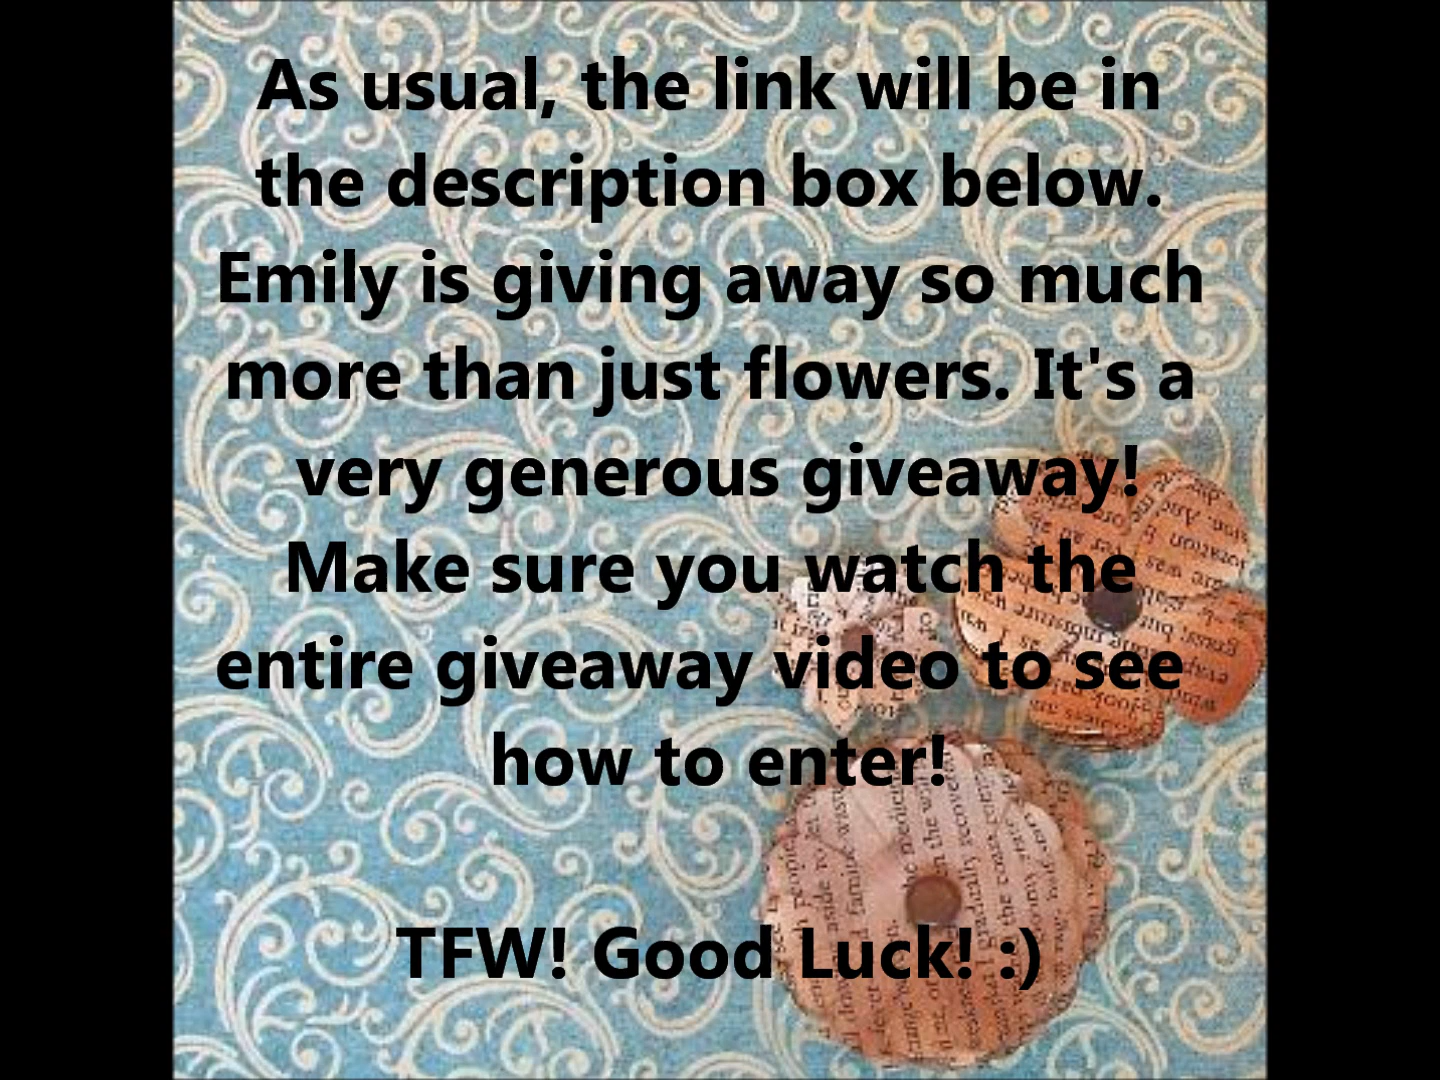 As usual, the link will be in
the description box below.
Emily is giving away so much
more than just flowers. It's a
very generous giveaway!
Make sure you watch the
entire giveaway video to see
how to enter!
TFW! Good Luck! :)